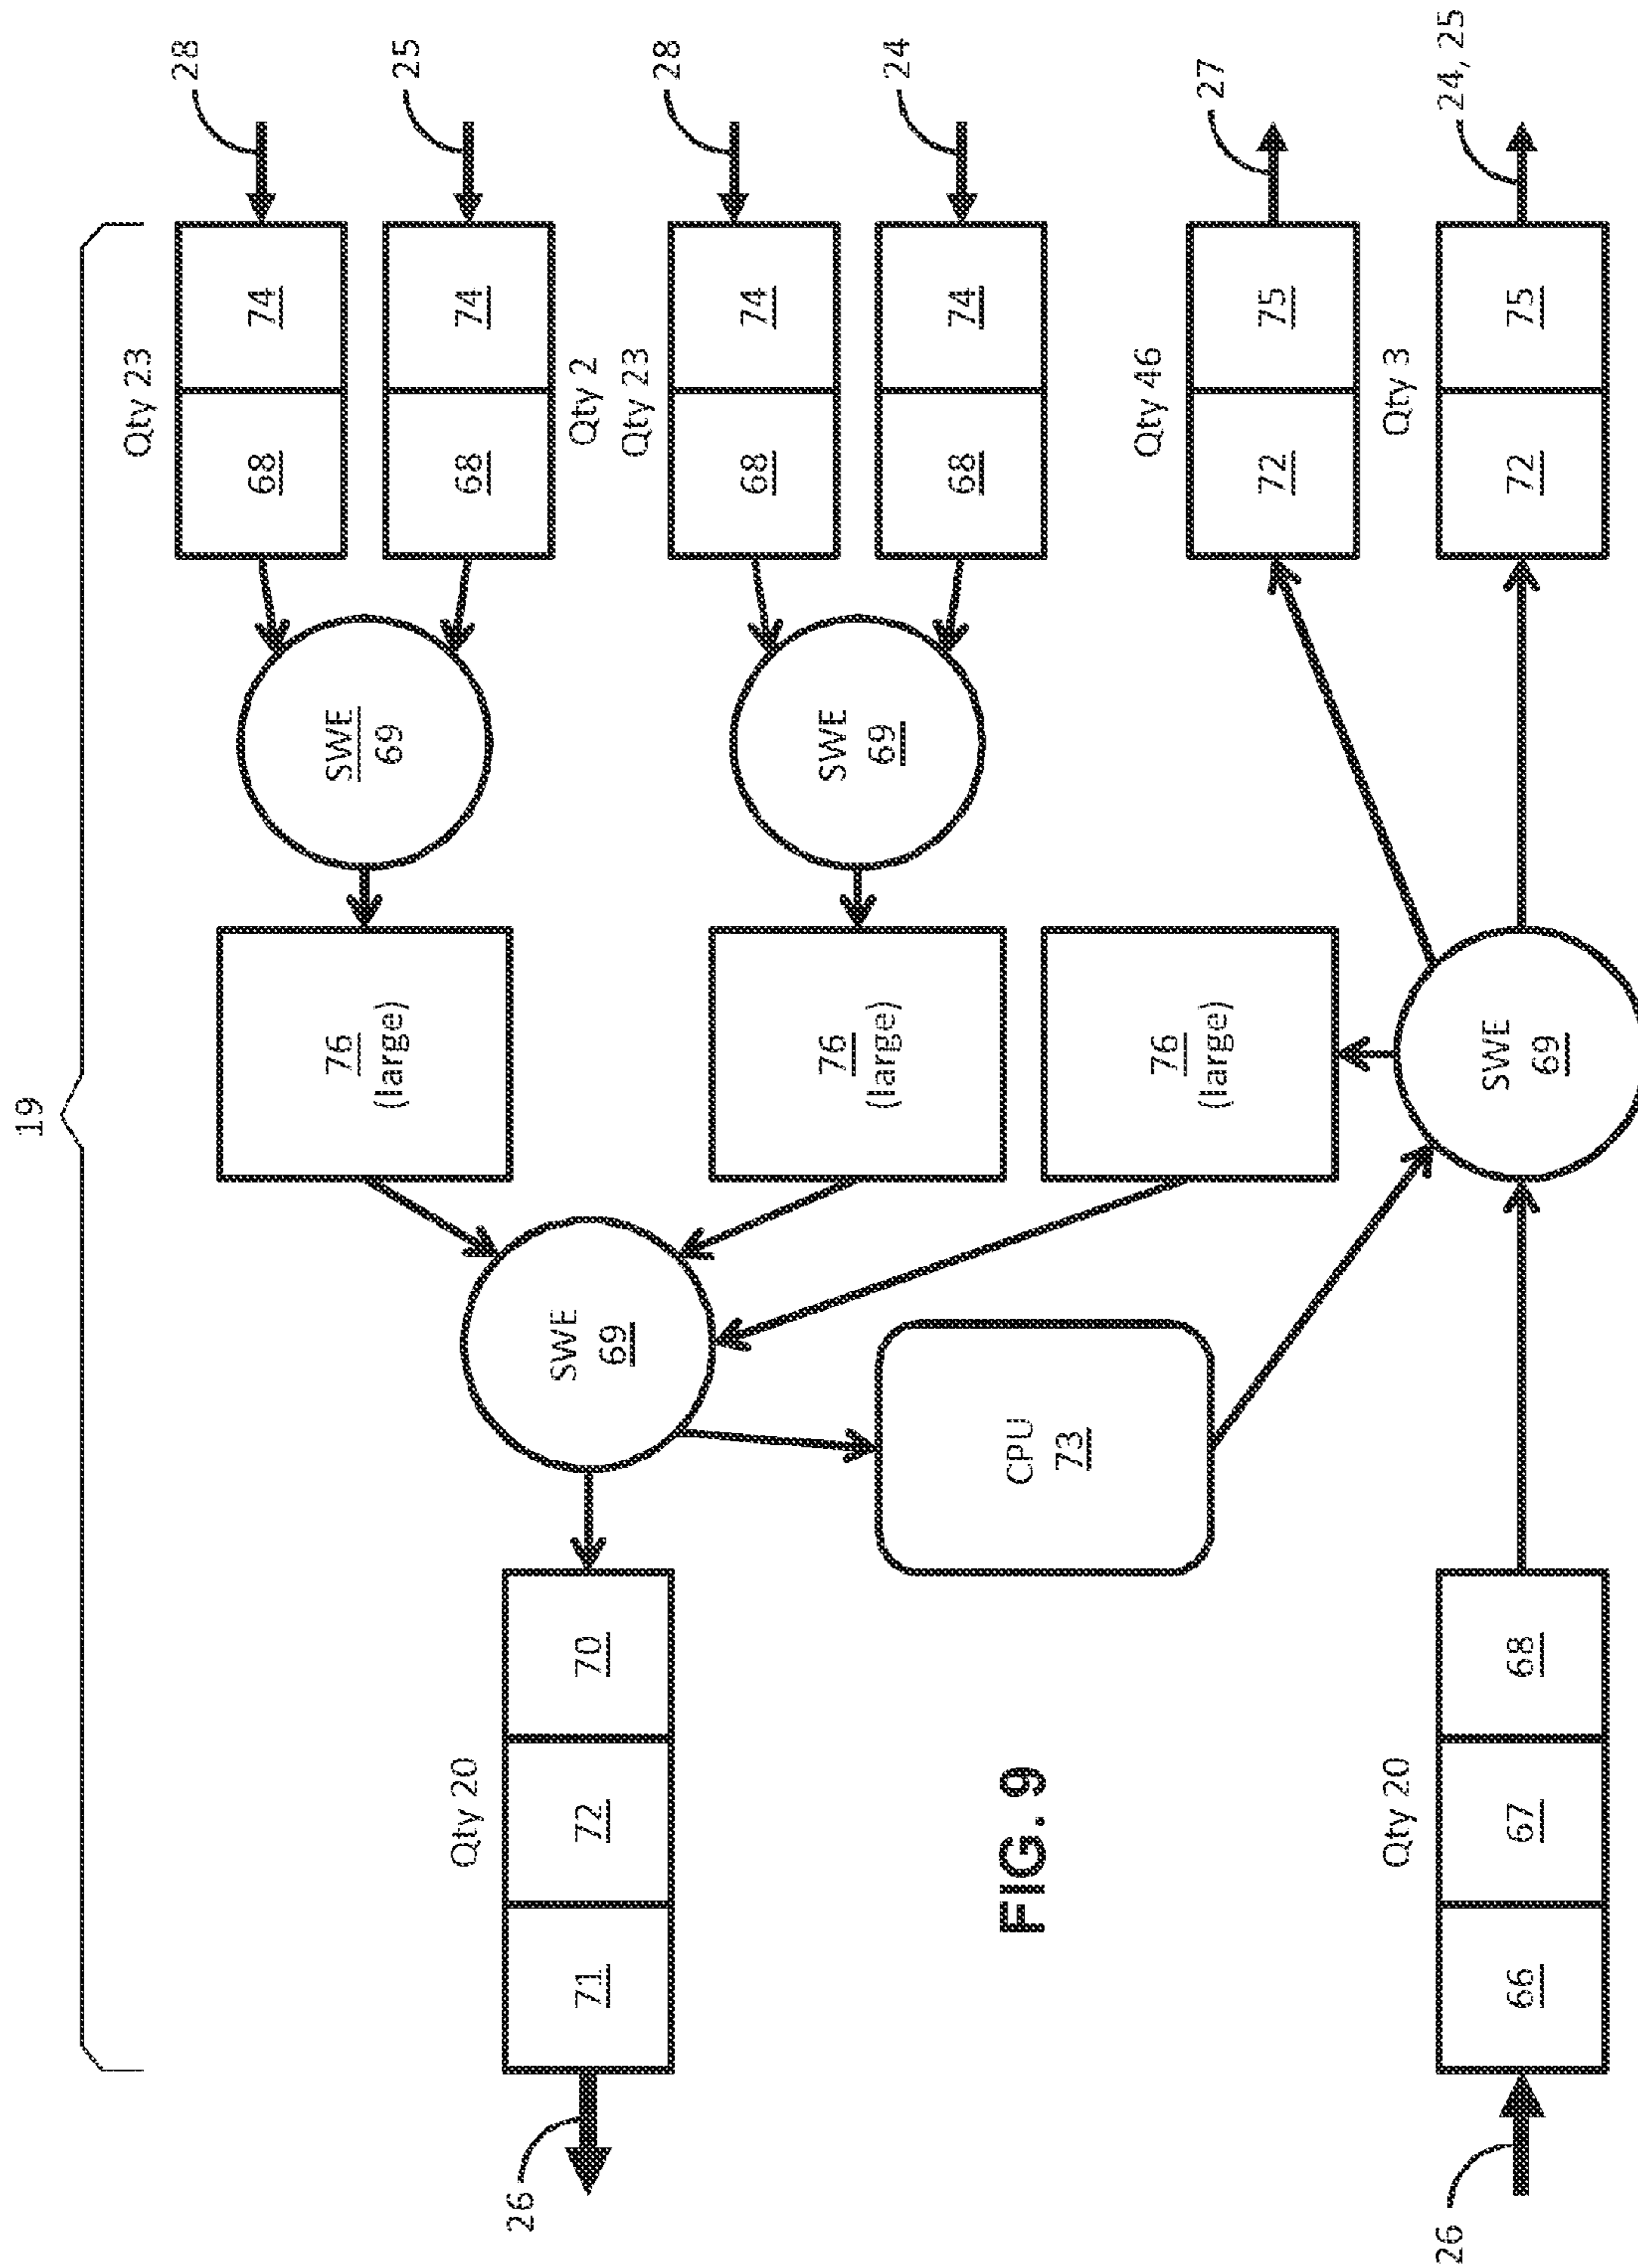 19
Qty 23
28
68 74
SWE
69
76
(large)
25
68 74
Qty 20
26
71 72 70
SWE
69
Qty 2
Qty 23
28
68 74
76
(large)
SWE
69
24
68 74
FIG. 9
CPU
73
76
(large)
Qty 46
27
72 75
Qty 20
Qty 3
26
24, 25
66 67 68
SWE
69
72 75